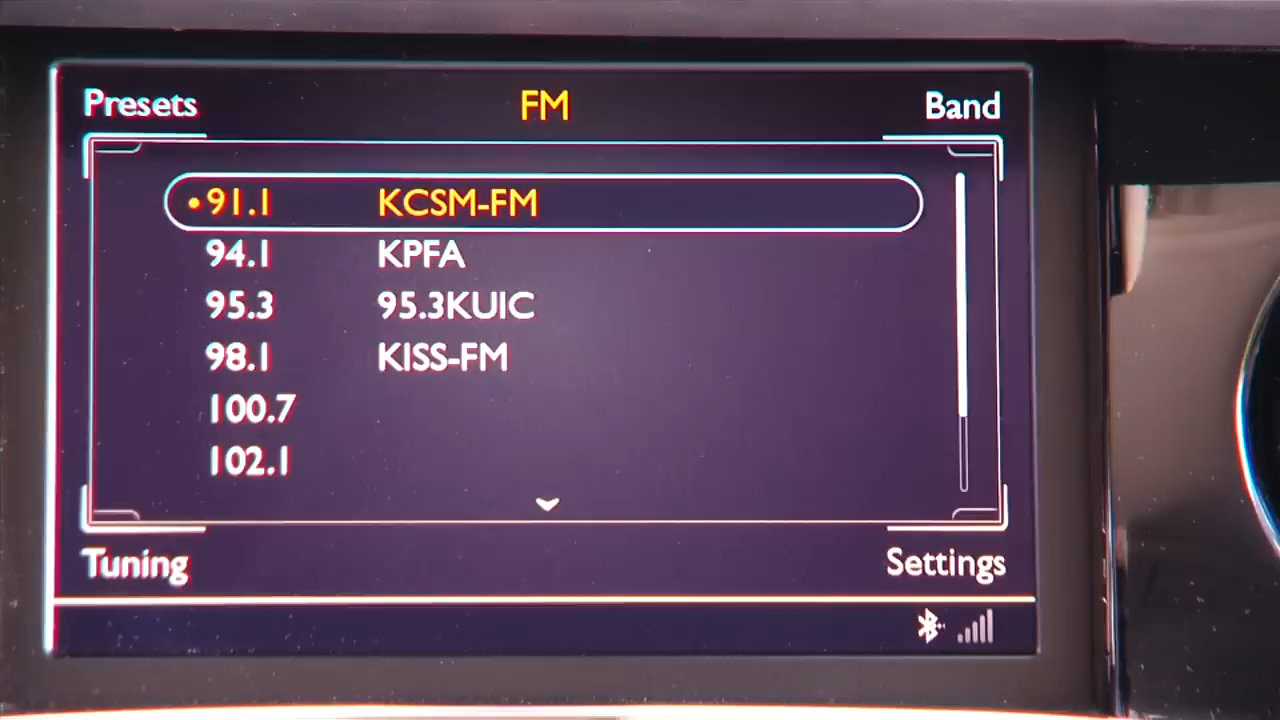 Presets FM Band
•91.1 KCSM-FM
94.1 KPFA
95.3 95.3KUIC
98.1 KISS-FM
100.7
102.1
Tuning Settings